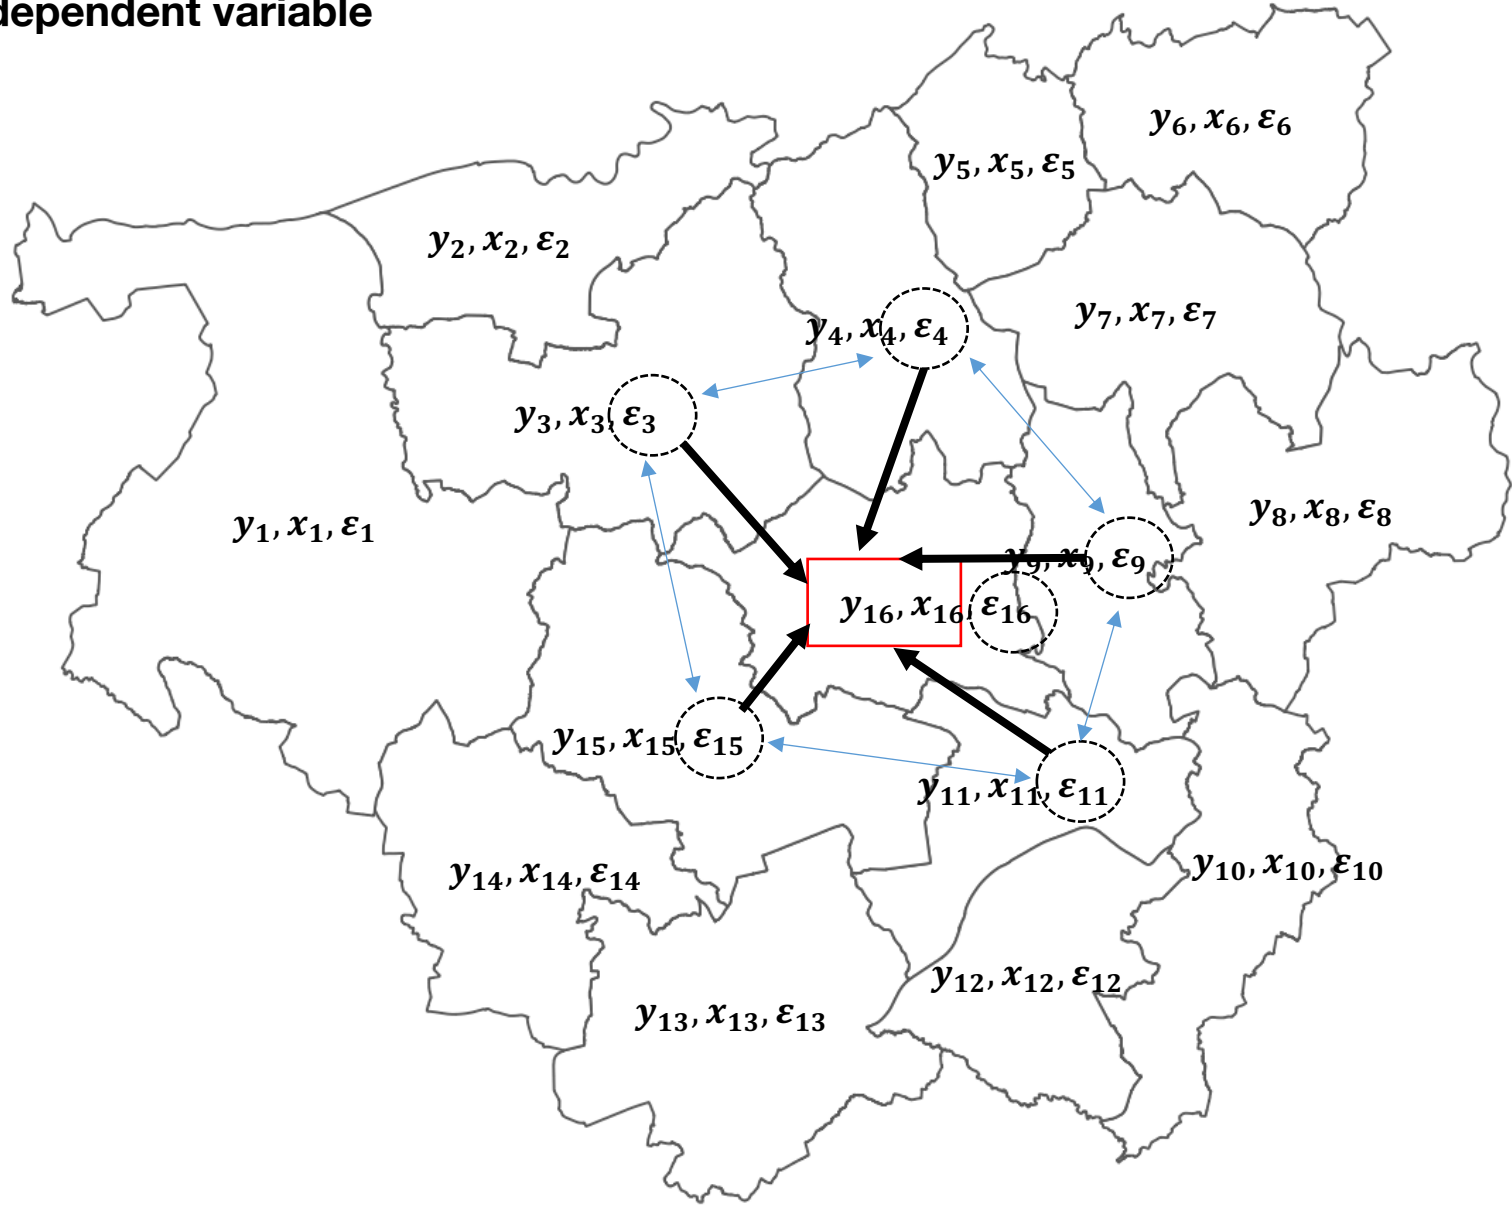 dependent variable
y₆, x₆, ε₆
y₅, x₅, ε₅
y₂, x₂, ε₂
y₇, x₇, ε₇
y₄, x₄, ε₄
y₃, x₃, ε₃
y₈, x₈, ε₈
y₁, x₁, ε₁
y₉, x₉, ε₉
y₁₆, x₁₆, ε₁₆
y₁₅, x₁₅, ε₁₅
y₁₁, x₁₁, ε₁₁
y₁₀, x₁₀, ε₁₀
y₁₄, x₁₄, ε₁₄
y₁₂, x₁₂, ε₁₂
y₁₃, x₁₃, ε₁₃